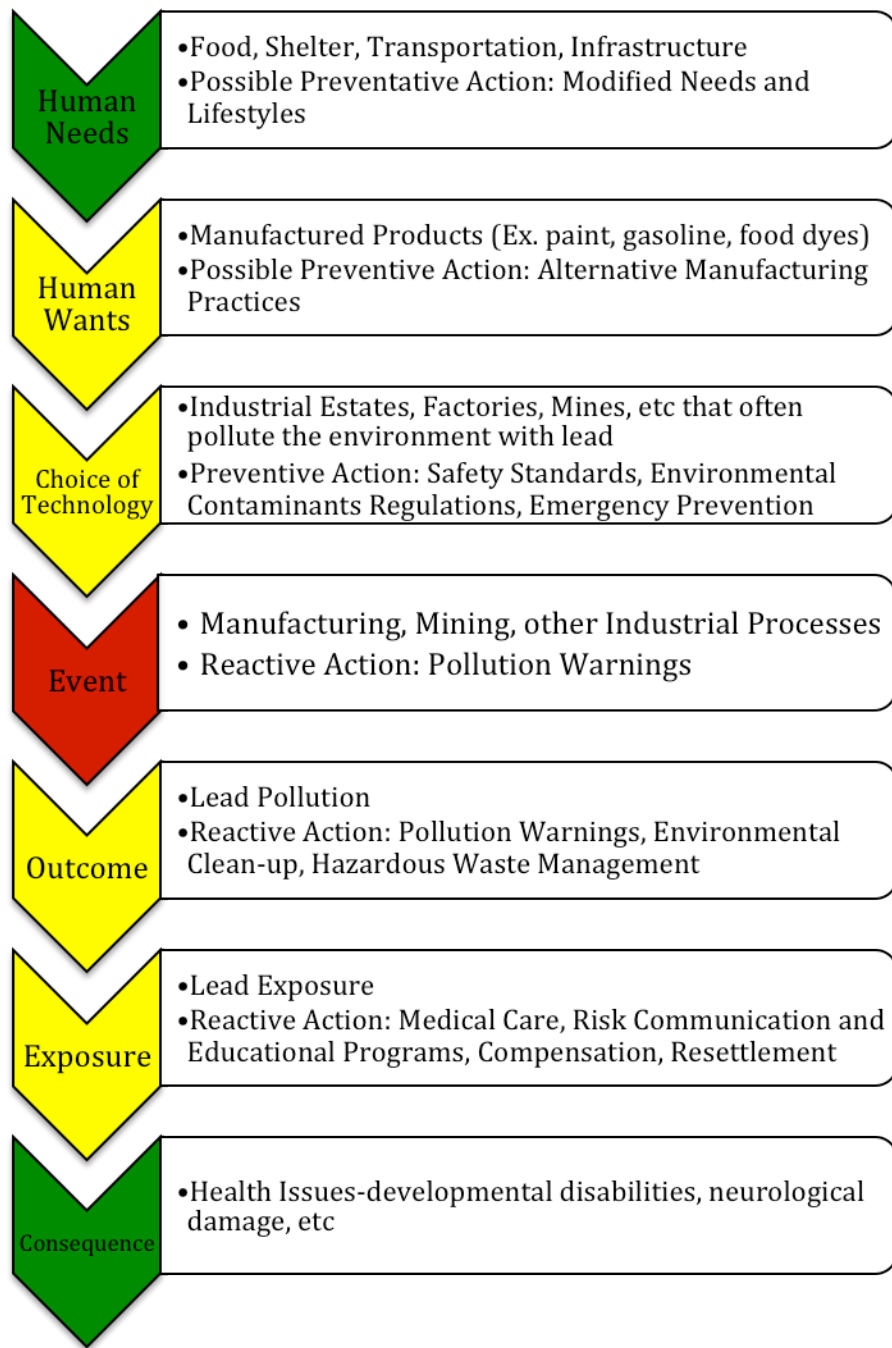 Human
Needs
•Food, Shelter, Transportation, Infrastructure
•Possible Preventative Action: Modified Needs and
Lifestyles
Human
Wants
•Manufactured Products (Ex. paint, gasoline, food dyes)
•Possible Preventive Action: Alternative Manufacturing
Practices
Choice of
Technology
•Industrial Estates, Factories, Mines, etc that often
pollute the environment with lead
•Preventive Action: Safety Standards, Environmental
Contaminants Regulations, Emergency Prevention
Event
• Manufacturing, Mining, other Industrial Processes
• Reactive Action: Pollution Warnings
Outcome
•Lead Pollution
•Reactive Action: Pollution Warnings, Environmental
Clean-up, Hazardous Waste Management
Exposure
•Lead Exposure
•Reactive Action: Medical Care, Risk Communication and
Educational Programs, Compensation, Resettlement
Consequence
•Health Issues-developmental disabilities, neurological
damage, etc